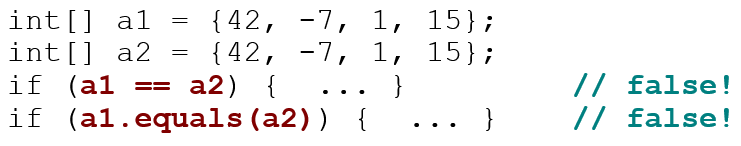 int[] a1 = {42, -7, 1, 15};
int[] a2 = {42, -7, 1, 15};
if (a1 == a2) {  ... }         // false!
if (a1.equals(a2)) {  ... }    // false!